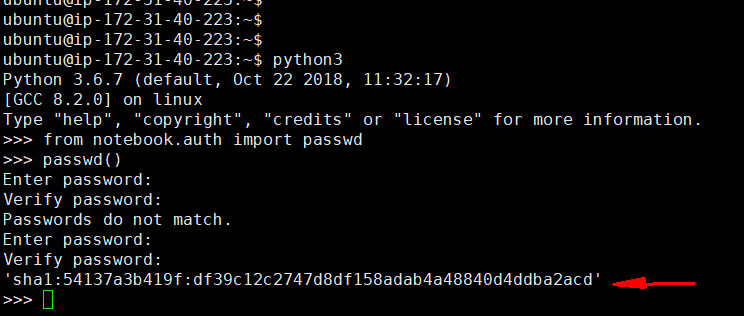 ubuntu@ip-172-31-40-223:~$
ubuntu@ip-172-31-40-223:~$
ubuntu@ip-172-31-40-223:~$
ubuntu@ip-172-31-40-223:~$ python3
Python 3.6.7 (default, Oct 22 2018, 11:32:17)
[GCC 8.2.0] on linux
Type "help", "copyright", "credits" or "license" for more information.
>>> from notebook.auth import passwd
>>> passwd()
Enter password:
Verify password:
Passwords do not match.
Enter password:
Verify password:
'sha1:54137a3b419f:df39c12c2747d8df158adab4a48840d4ddba2acd'
>>>